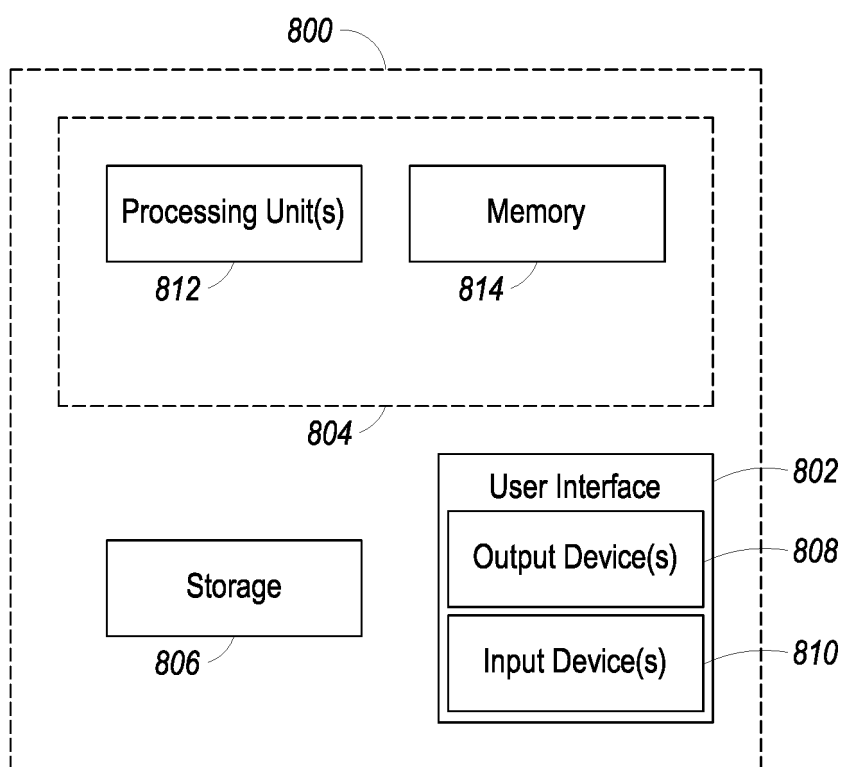 800
Processing Unit(s)
Memory
812
814
804
802
User Interface
Output Device(s)
808
Storage
Input Device(s)
810
806